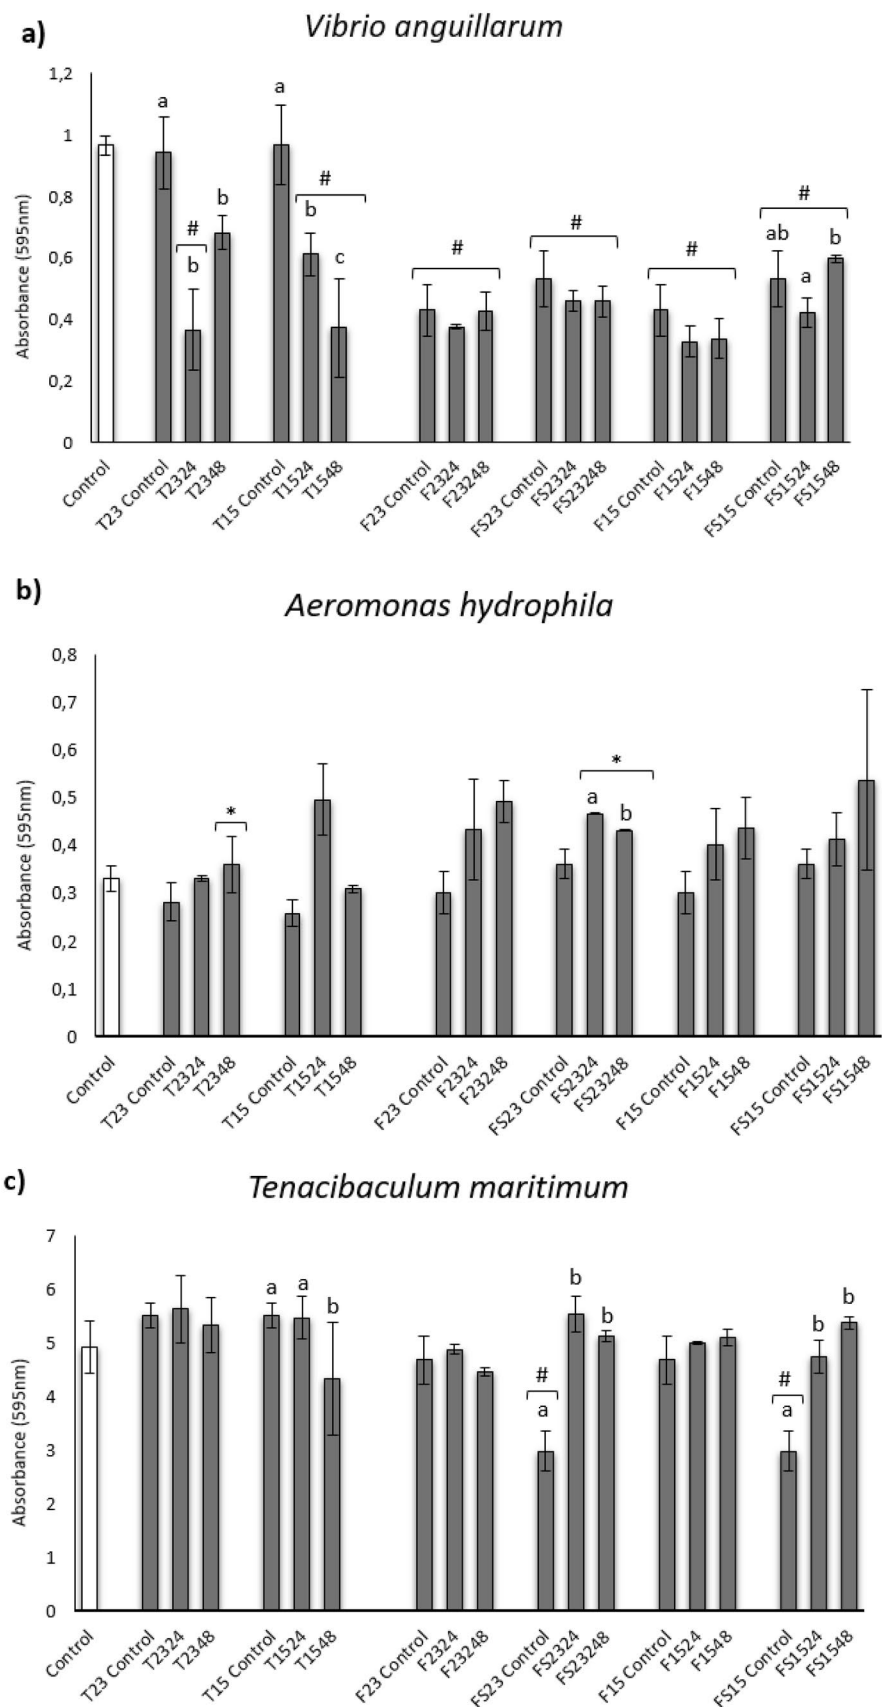 a)
Vibrio anguillarum
Absorbance (595nm)
1,2
1
0,8
0,6
0,4
0,2
0
a
#
b
b
a
#
b
c
#
#
#
#
ab
a
b
Control
T23 Control
T2324
T2348
T15 Control
T1524
T1548
F23 Control
F2324
F23248
FS23 Control
FS2324
FS23248
F15 Control
F1524
F1548
FS15 Control
FS1524
FS1548
b)
Aeromonas hydrophila
Absorbance (595nm)
0,8
0,7
0,6
0,5
0,4
0,3
0,2
0,1
0
*
*
a
b
Control
T23 Control
T2324
T2348
T15 Control
T1524
T1548
F23 Control
F2324
F23248
FS23 Control
FS2324
FS23248
F15 Control
F1524
F1548
FS15 Control
FS1524
FS1548
c)
Tenacibaculum maritimum
Absorbance (595nm)
7
6
5
4
3
2
1
0
a
a
b
#
a
b
b
#
a
b
b
Control
T23 Control
T2324
T2348
T15 Control
T1524
T1548
F23 Control
F2324
F23248
FS23 Control
FS2324
FS23248
F15 Control
F1524
F1548
FS15 Control
FS1524
FS1548